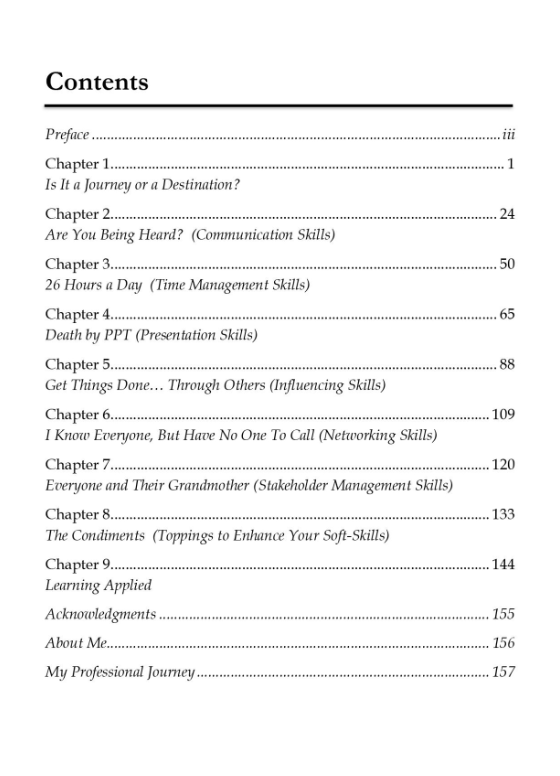 Contents
Preface ........................................................................................................................................ iii
Chapter 1.................................................................................................................................... 1
Is It a Journey or a Destination?
Chapter 2.................................................................................................................................. 24
Are You Being Heard?  (Communication Skills)
Chapter 3.................................................................................................................................. 50
26 Hours a Day  (Time Management Skills)
Chapter 4.................................................................................................................................. 65
Death by PPT (Presentation Skills)
Chapter 5.................................................................................................................................. 88
Get Things Done… Through Others (Influencing Skills)
Chapter 6................................................................................................................................ 109
I Know Everyone, But Have No One To Call (Networking Skills)
Chapter 7................................................................................................................................ 120
Everyone and Their Grandmother (Stakeholder Management Skills)
Chapter 8................................................................................................................................ 133
The Condiments  (Toppings to Enhance Your Soft-Skills)
Chapter 9................................................................................................................................ 144
Learning Applied
Acknowledgments .............................................................................................................. 155
About Me................................................................................................................................ 156
My Professional Journey ................................................................................................. 157